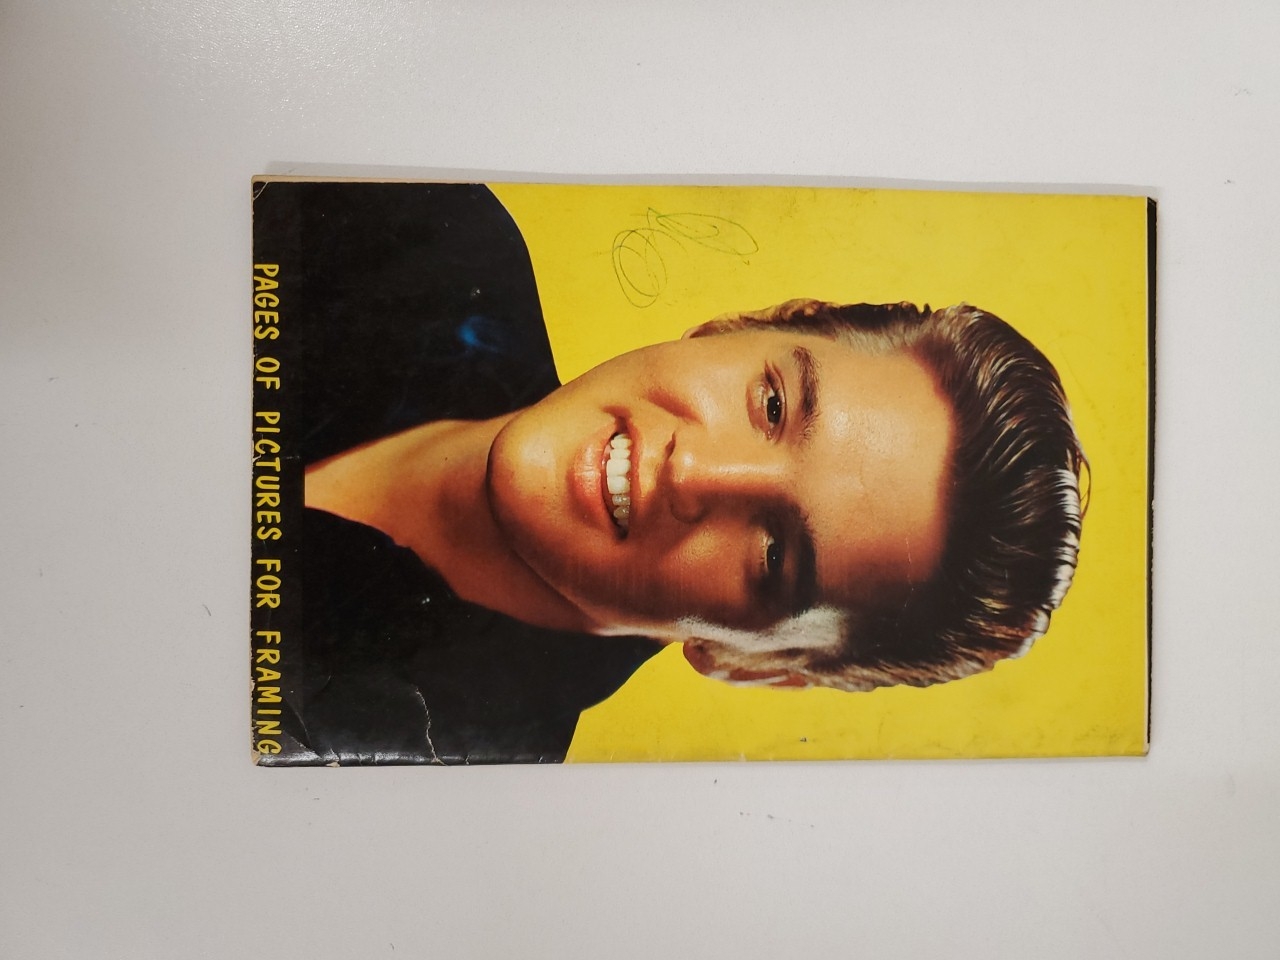 PAGES OF PICTURES FOR FRAMING